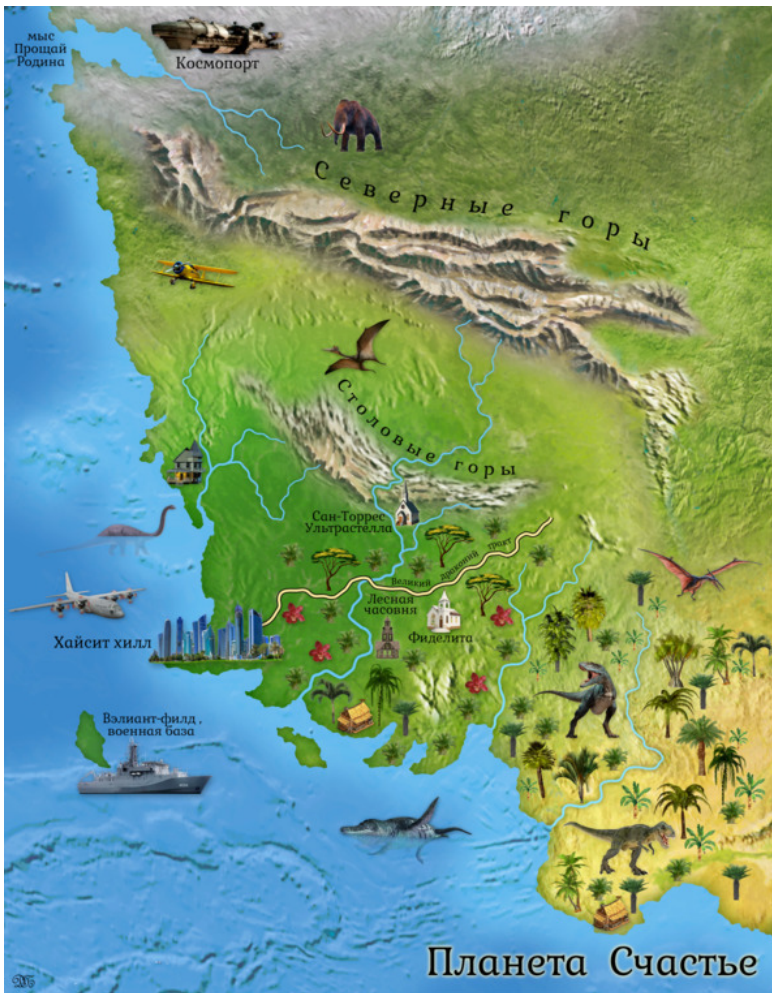 мыс
Прощай
Родина
Космопорт
Северные горы
Столовые горы
Сан-Торрес
Ультрастелла
Великий драконий тракт
Лесная
часовня
Фиделита
Хайсит хилл
Вэлиант-филд ,
военная база
Планета Счастье